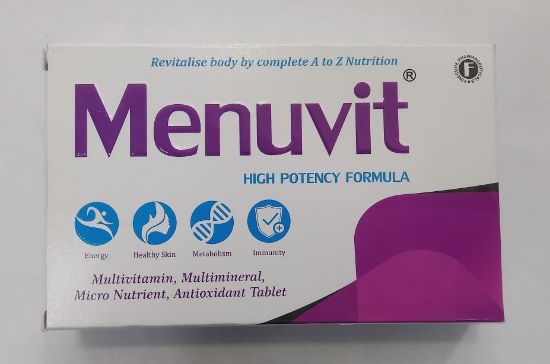 Revitalise body by complete A to Z Nutrition
Menuvit®
HIGH POTENCY FORMULA
Energy
Healthy Skin
Metabolism
Immunity
Multivitamin, Multimineral,
Micro Nutrient, Antioxidant Tablet
F